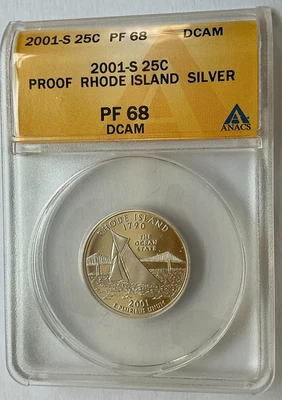 2001-S 25C PF 68 DCAM
2001-S 25C
PROOF RHODE ISLAND SILVER
PF 68
DCAM
ANACS
RHODE ISLAND
1790
THE
OCEAN
STATE
2001
E PLURIBUS UNUM